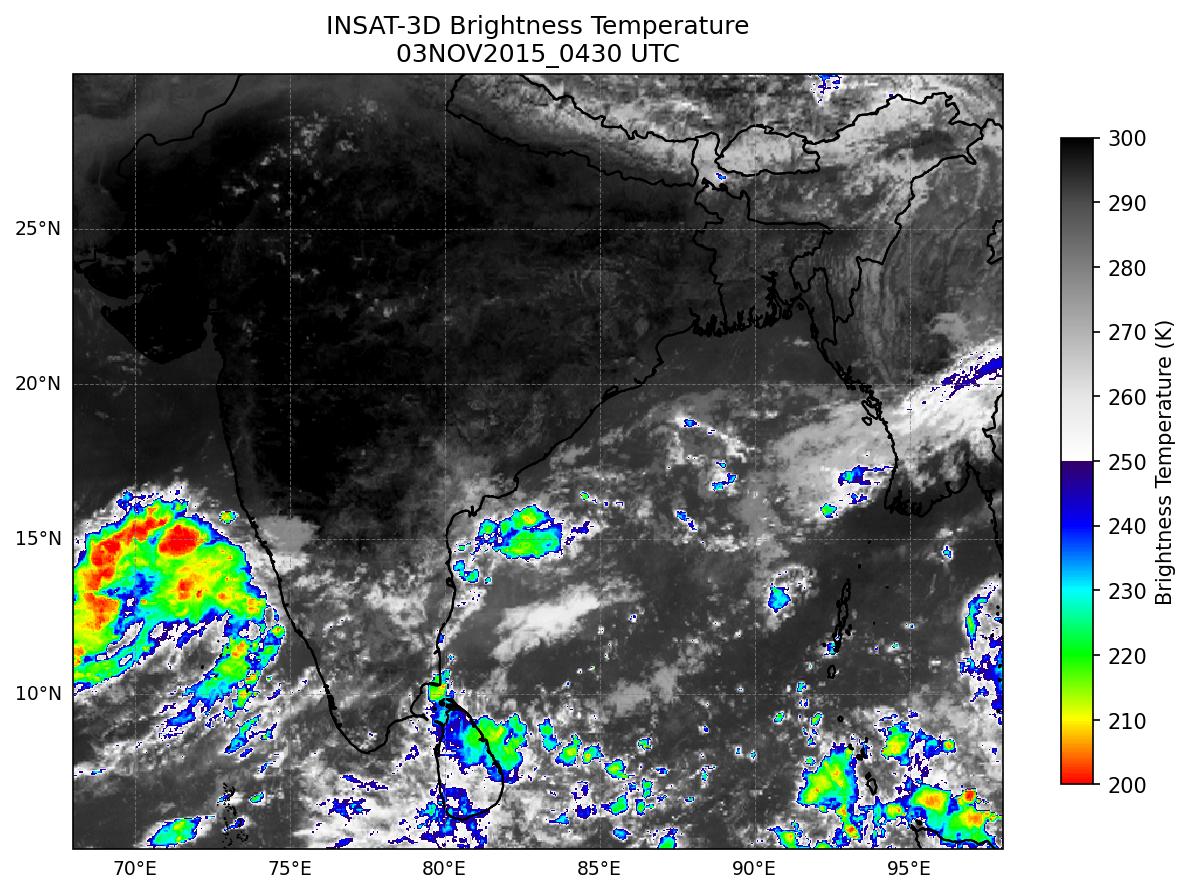 INSAT-3D Brightness Temperature
03NOV2015_0430 UTC
25°N
20°N
15°N
10°N
70°E
75°E
80°E
85°E
90°E
95°E
300
290
280
270
260
250
240
230
220
210
200
Brightness Temperature (K)